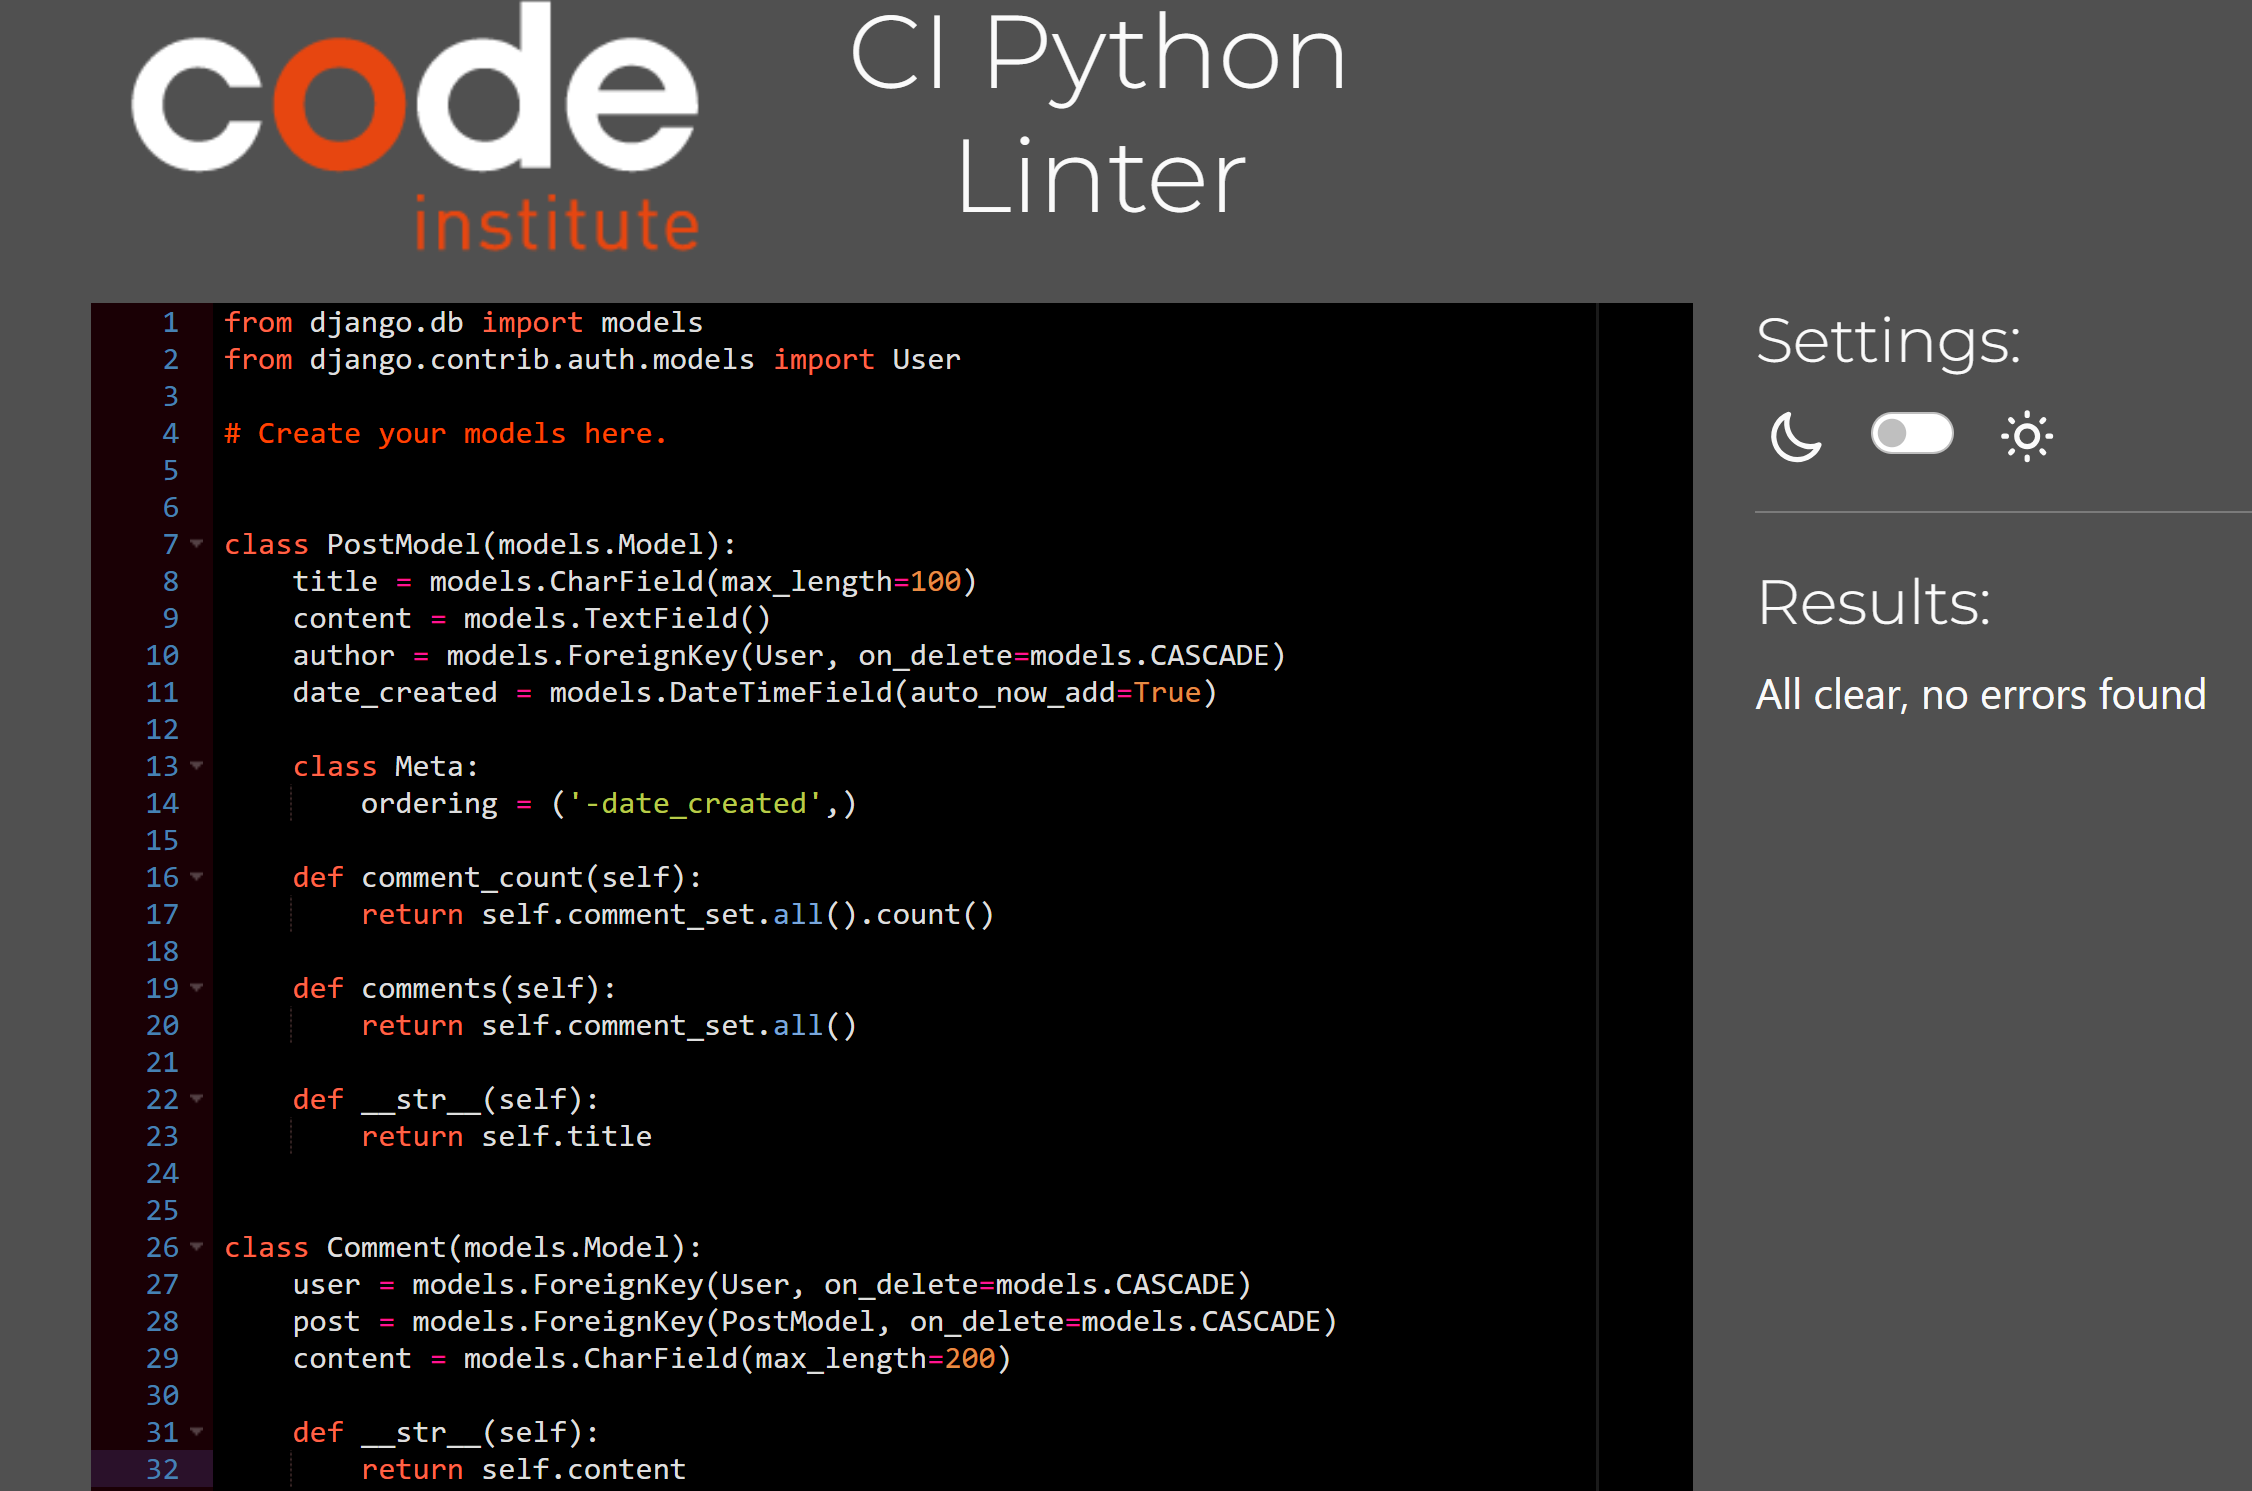 code
institute
CI Python
Linter
1 from django.db import models
2 from django.contrib.auth.models import User
3
4 # Create your models here.
5
6
7 class PostModel(models.Model):
8     title = models.CharField(max_length=100)
9     content = models.TextField()
10     author = models.ForeignKey(User, on_delete=models.CASCADE)
11     date_created = models.DateTimeField(auto_now_add=True)
12
13     class Meta:
14         ordering = ('-date_created',)
15
16     def comment_count(self):
17         return self.comment_set.all().count()
18
19     def comments(self):
20         return self.comment_set.all()
21
22     def __str__(self):
23         return self.title
24
25
26 class Comment(models.Model):
27     user = models.ForeignKey(User, on_delete=models.CASCADE)
28     post = models.ForeignKey(PostModel, on_delete=models.CASCADE)
29     content = models.CharField(max_length=200)
30
31     def __str__(self):
32         return self.content
Settings:
Results:
All clear, no errors found